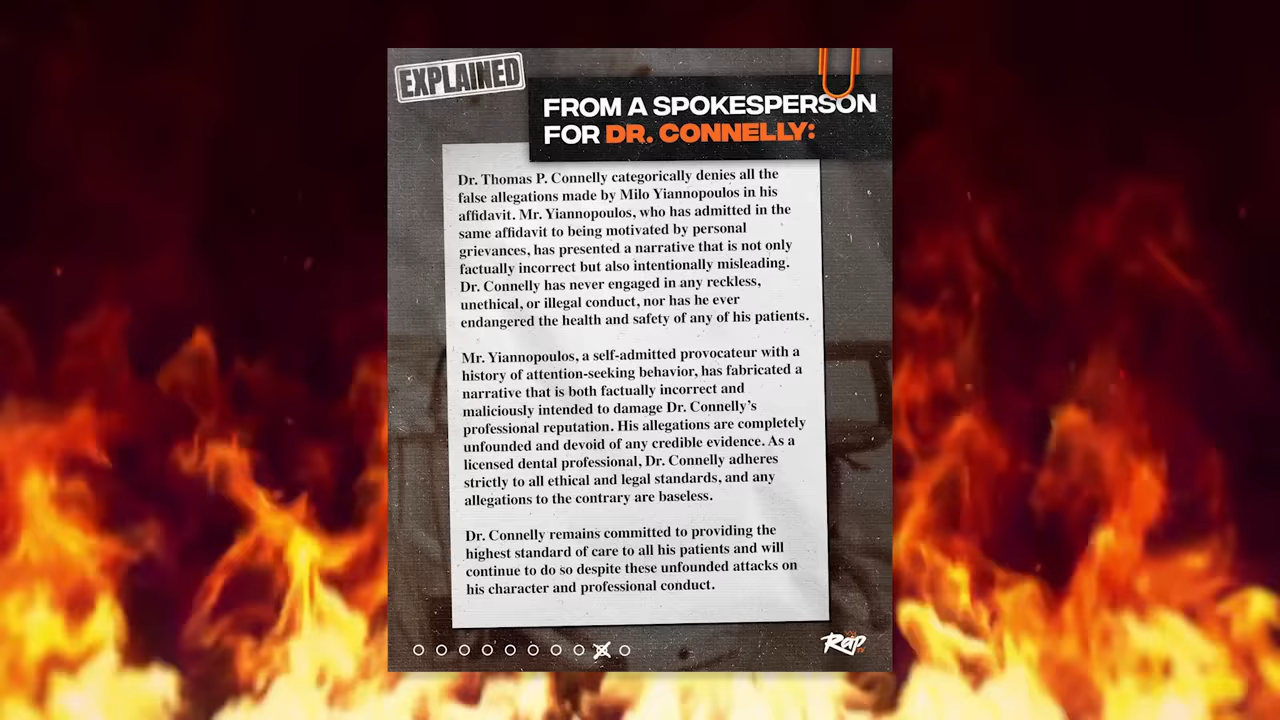 EXPLAINED
FROM A SPOKESPERSON
FOR DR. CONNELLY:
Dr. Thomas P. Connelly categorically denies all the
false allegations made by Milo Yiannopoulos in his
affidavit. Mr. Yiannopoulos, who has admitted in the
same affidavit to being motivated by personal
grievances, has presented a narrative that is not only
factually incorrect but also intentionally misleading.
Dr. Connelly has never engaged in any reckless,
unethical, or illegal conduct, nor has he ever
endangered the health and safety of any of his patients.
Mr. Yiannopoulos, a self-admitted provocateur with a
history of attention-seeking behavior, has fabricated a
narrative that is both factually incorrect and
maliciously intended to damage Dr. Connelly's
professional reputation. His allegations are completely
unfounded and devoid of any credible evidence. As a
licensed dental professional, Dr. Connelly adheres
strictly to all ethical and legal standards, and any
allegations to the contrary are baseless.
Dr. Connelly remains committed to providing the
highest standard of care to all his patients and will
continue to do so despite these unfounded attacks on
his character and professional conduct.
Rap TV